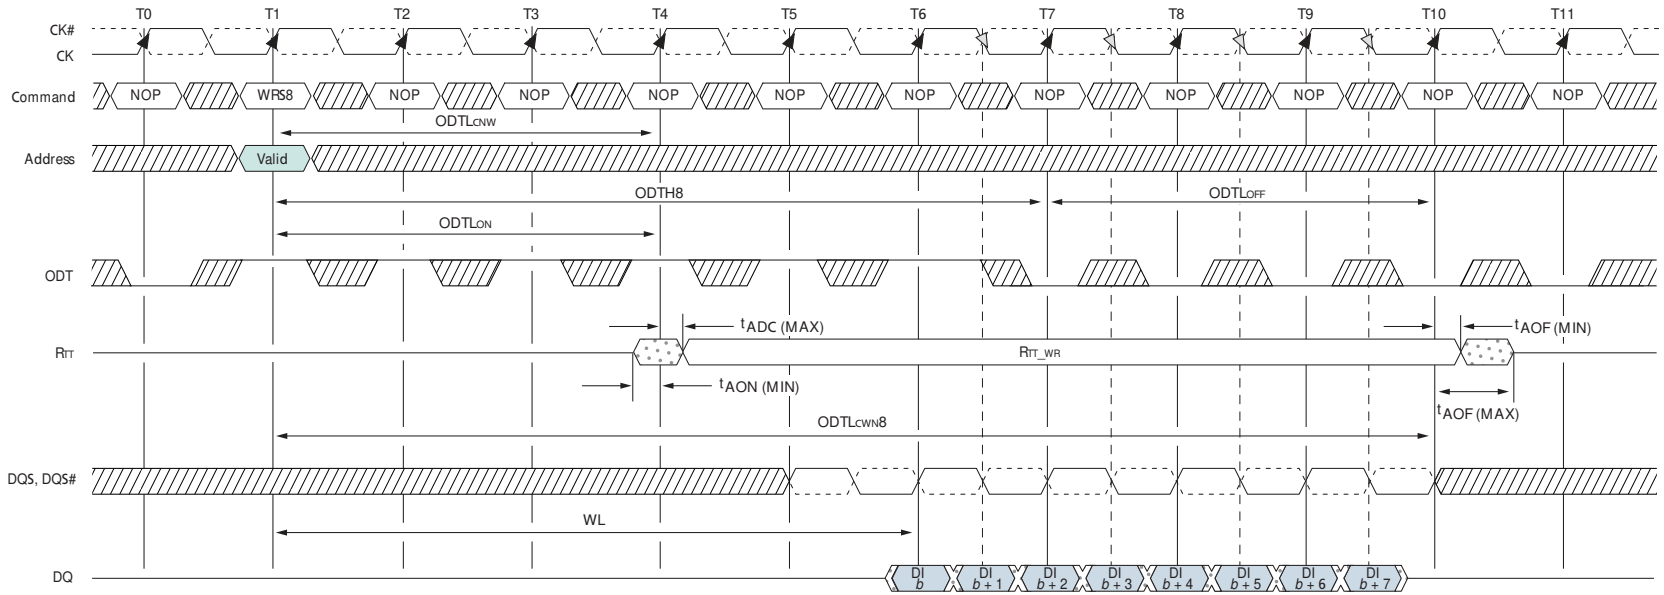 T0 T1 T2 T3 T4 T5 T6 T7 T8 T9 T10 T11
CK#
CK
Command NOP WRS8 NOP NOP NOP NOP NOP NOP NOP NOP NOP NOP
ODTLCNW
Address Valid
ODTH8 ODTLOFF
ODTLON
ODT
tADC (MAX) tAOF (MIN)
RTT RTT_WR
tAON (MIN)
tAOF (MAX)
ODTLCWN8
DQS, DQS#
WL
DQ DI b DI b + 1 DI b + 2 DI b + 3 DI b + 4 DI b + 5 DI b + 6 DI b + 7